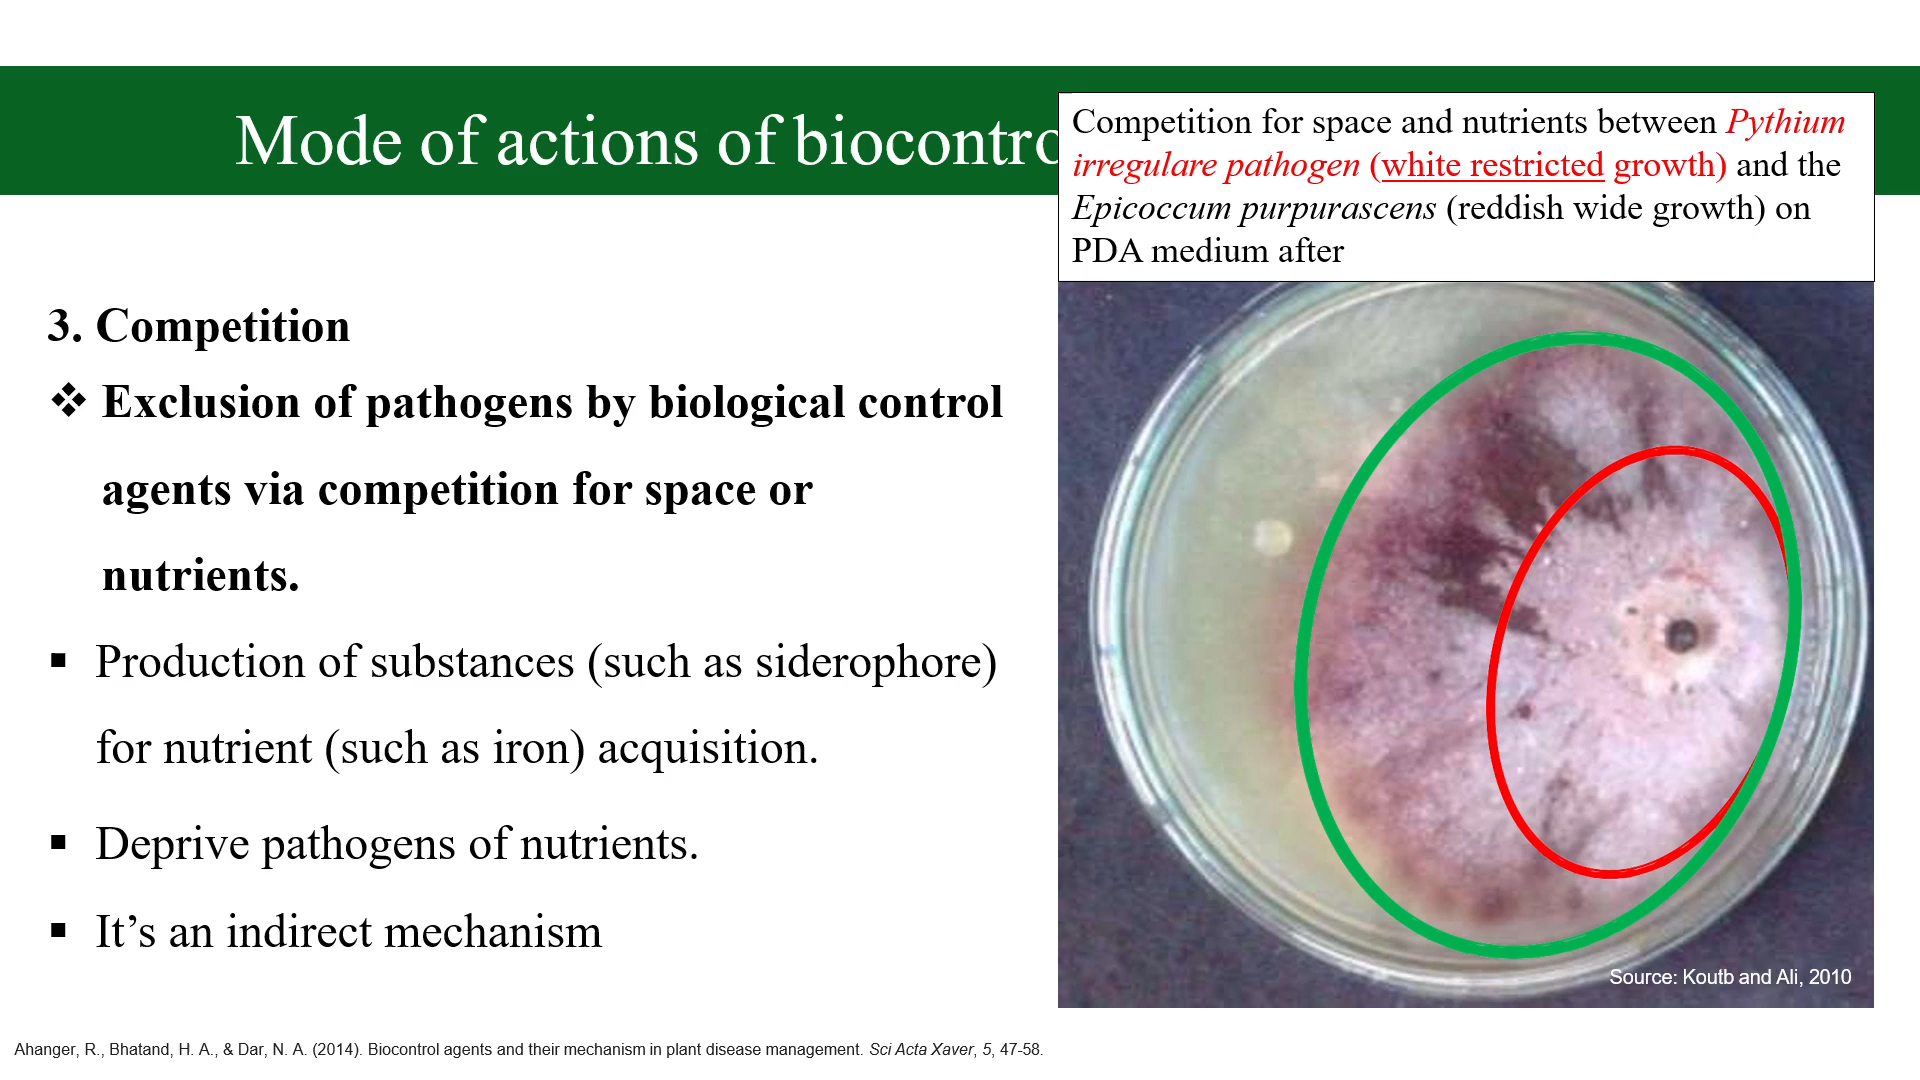 Mode of actions of biocontro
Competition for space and nutrients between Pythium
irregulare pathogen (white restricted growth) and the
Epicoccum purpurascens (reddish wide growth) on
PDA medium after
3. Competition
❖ Exclusion of pathogens by biological control
agents via competition for space or
nutrients.
▪ Production of substances (such as siderophore)
for nutrient (such as iron) acquisition.
▪ Deprive pathogens of nutrients.
▪ It’s an indirect mechanism
Source: Koutb and Ali, 2010
Ahanger, R., Bhatand, H. A., & Dar, N. A. (2014). Biocontrol agents and their mechanism in plant disease management. Sci Acta Xaver, 5, 47-58.